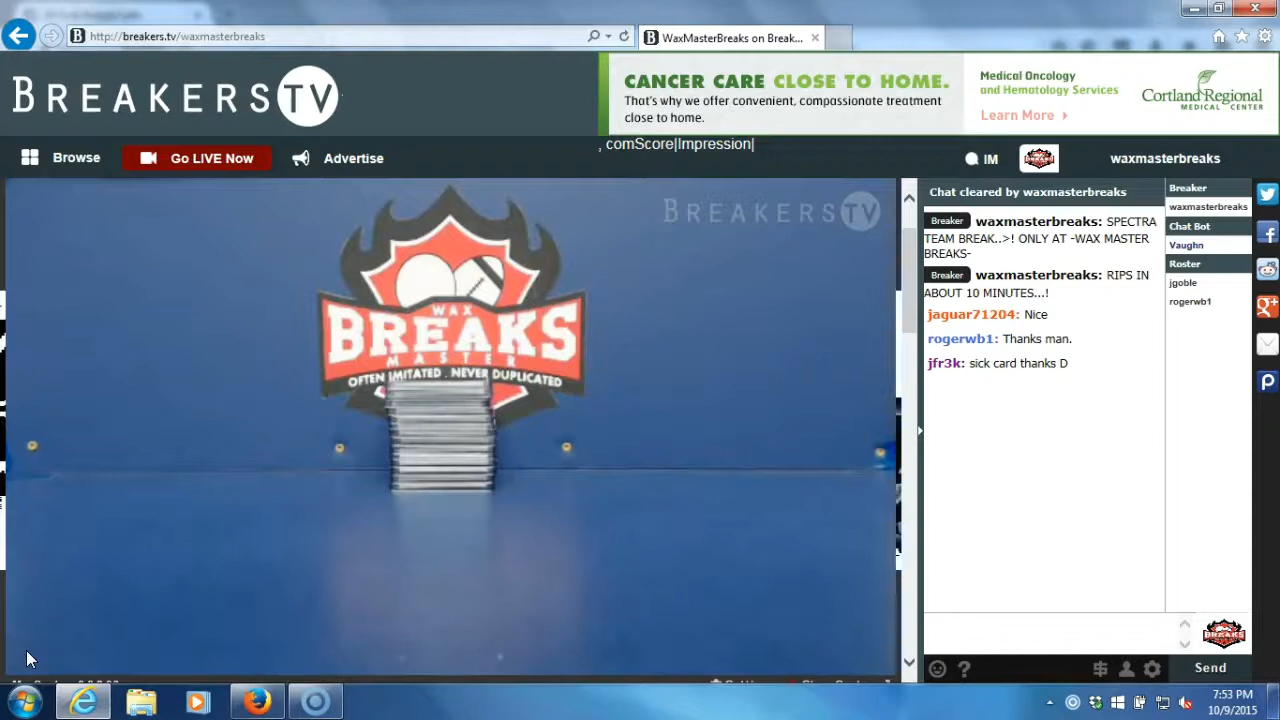 http://breakers.tv/waxmasterbreaks
WaxMasterBreaks on Break...
BREAKERSTV
CANCER CARE CLOSE TO HOME.
That's why we offer convenient, compassionate treatment
close to home.
Medical Oncology
and Hematology Services
Learn More
Cortland Regional
MEDICAL CENTER
, comScore|Impression|
Browse
Go LIVE Now
Advertise
IM
waxmasterbreaks
BREAKERSTV
WAX
BREAKS
MASTER
OFTEN IMITATED . NEVER DUPLICATED
Chat cleared by waxmasterbreaks
Breaker waxmasterbreaks: SPECTRA
TEAM BREAK..>! ONLY AT -WAX MASTER
BREAKS-
Breaker waxmasterbreaks: RIPS IN
ABOUT 10 MINUTES...!
jaguar71204: Nice
rogerwb1: Thanks man.
jfr3k: sick card thanks D
Breaker
waxmasterbreaks
Chat Bot
Vaughn
Roster
jgoble
rogerwb1
Send
7:53 PM
10/9/2015